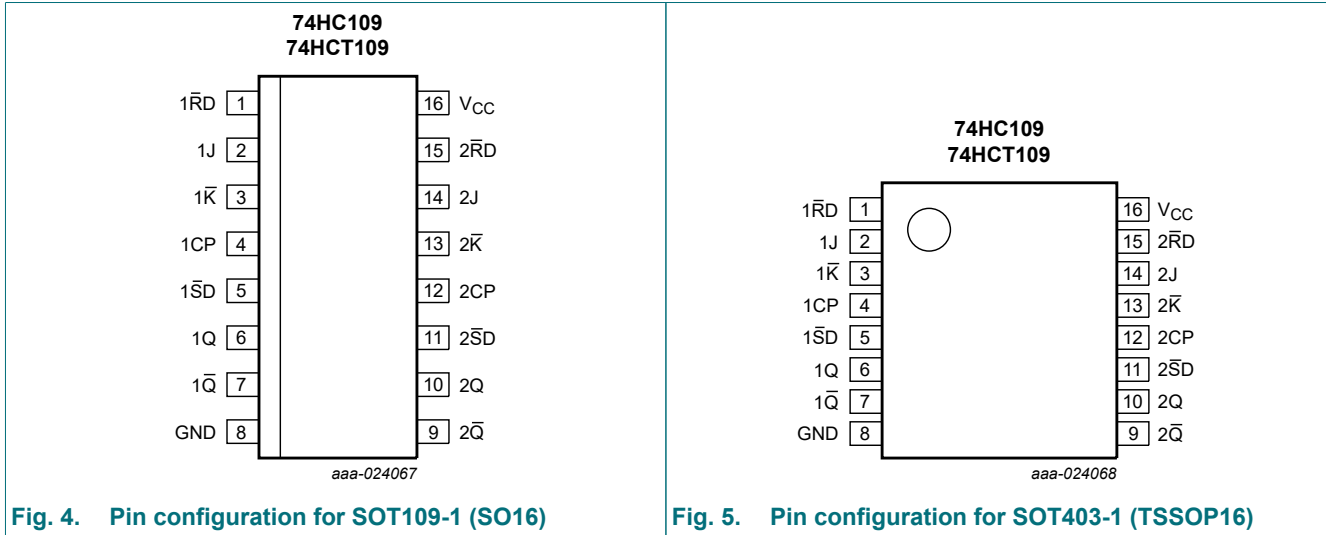 74HC109
74HCT109
1R̅D 1
16 VCC
1J 2
15 2R̅D
1K̅ 3
14 2J
1CP 4
13 2K̅
1S̅D 5
12 2CP
1Q 6
11 2S̅D
1Q̅ 7
10 2Q
GND 8
9 2Q̅
aaa-024067
Fig. 4. Pin configuration for SOT109-1 (SO16)
74HC109
74HCT109
1R̅D 1
16 VCC
1J 2
15 2R̅D
1K̅ 3
14 2J
1CP 4
13 2K̅
1S̅D 5
12 2CP
1Q 6
11 2S̅D
1Q̅ 7
10 2Q
GND 8
9 2Q̅
aaa-024068
Fig. 5. Pin configuration for SOT403-1 (TSSOP16)